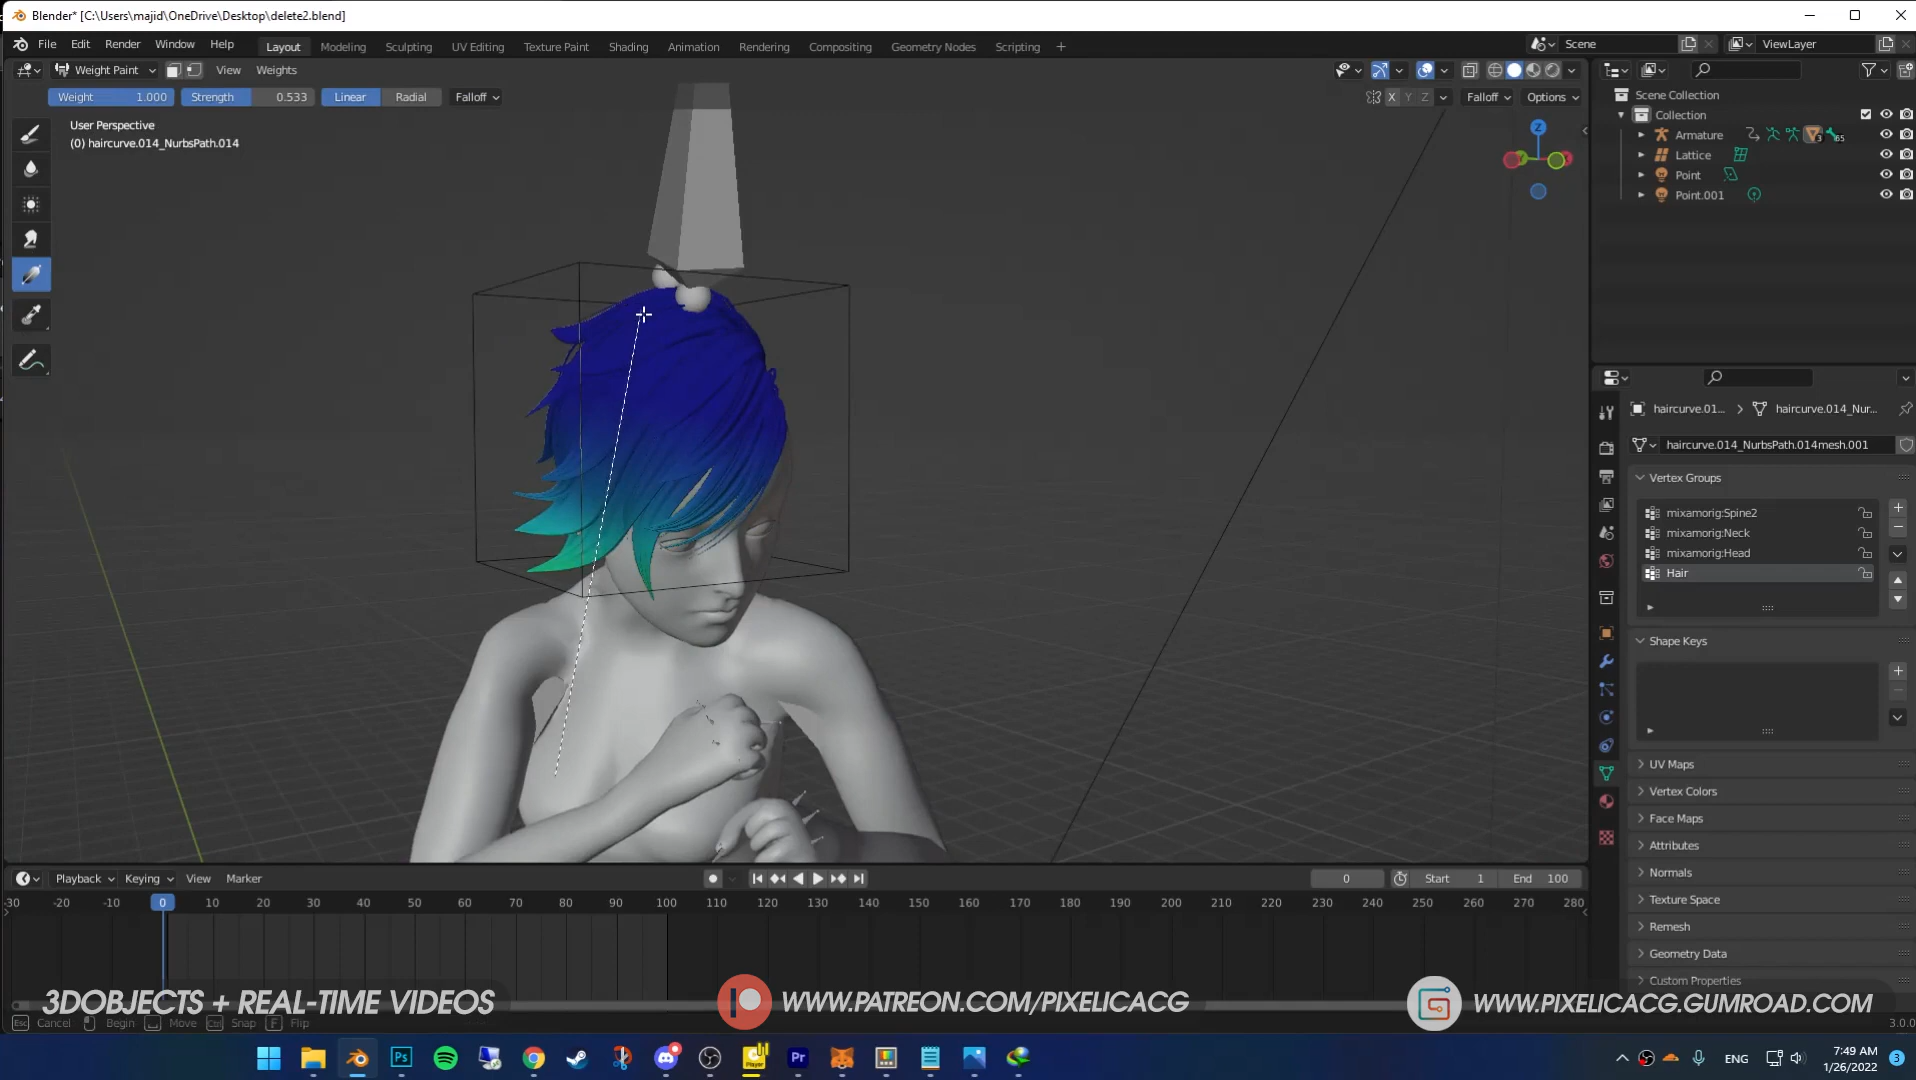 Blender* [C:\Users\majid\OneDrive\Desktop\delete2.blend]
File Edit Render Window Help Layout Modeling Sculpting UV Editing Texture Paint Shading Animation Rendering Compositing Geometry Nodes Scripting + Scene ViewLayer
Weight Paint View Weights
Weight 1.000 Strength 0.533 Linear Radial Falloff X Y Z Falloff Options
User Perspective
(0) haircurve.014_NurbsPath.014
Z
Scene Collection
Collection
Armature 3 65
Lattice
Point
Point.001
haircurve.01... haircurve.014_Nur...
haircurve.014_NurbsPath.014mesh.001
Vertex Groups
mixamorig:Spine2
mixamorig:Neck
mixamorig:Head
Hair
Shape Keys
UV Maps
Vertex Colors
Face Maps
Attributes
Normals
Texture Space
Remesh
Geometry Data
Custom Properties
Playback Keying View Marker 0 Start 1 End 100
-30 -20 -10 0 10 20 30 40 50 60 70 80 90 100 110 120 130 140 150 160 170 180 190 200 210 220 230 240 250 260 270 280
3DOBJECTS + REAL-TIME VIDEOS WWW.PATREON.COM/PIXELICACG WWW.PIXELICACG.GUMROAD.COM
Esc Cancel Begin Move Ctrl Snap F Flip 3.0.0
Ps Pr Player ENG 7:49 AM 3
1/26/2022